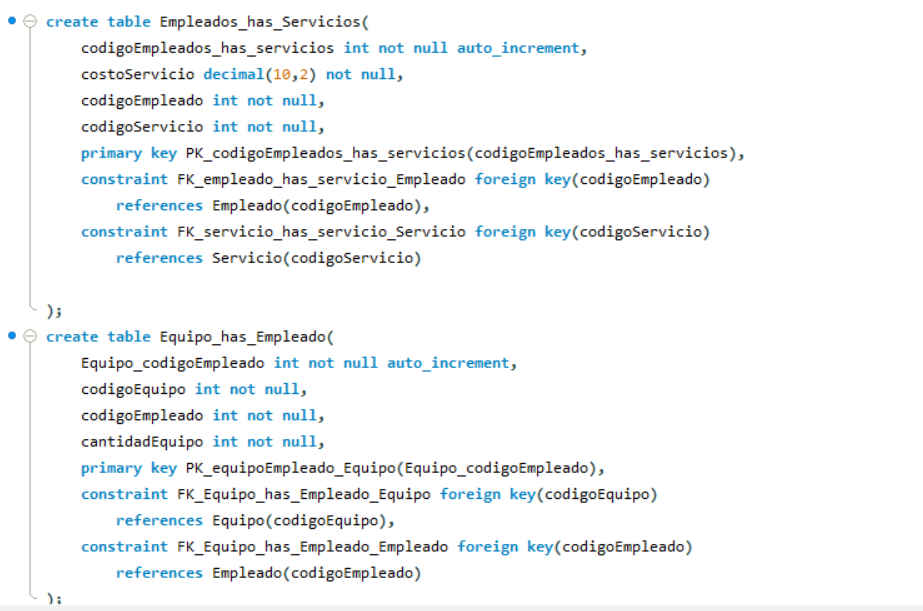 create table Empleados_has_Servicios(
codigoEmpleados_has_servicios int not null auto_increment,
costoServicio decimal(10,2) not null,
codigoEmpleado int not null,
codigoServicio int not null,
primary key PK_codigoEmpleados_has_servicios(codigoEmpleados_has_servicios),
constraint FK_empleado_has_servicio_Empleado foreign key(codigoEmpleado)
references Empleado(codigoEmpleado),
constraint FK_servicio_has_servicio_Servicio foreign key(codigoServicio)
references Servicio(codigoServicio)
);
create table Equipo_has_Empleado(
Equipo_codigoEmpleado int not null auto_increment,
codigoEquipo int not null,
codigoEmpleado int not null,
cantidadEquipo int not null,
primary key PK_equipoEmpleado_Equipo(Equipo_codigoEmpleado),
constraint FK_Equipo_has_Empleado_Equipo foreign key(codigoEquipo)
references Equipo(codigoEquipo),
constraint FK_Equipo_has_Empleado_Empleado foreign key(codigoEmpleado)
references Empleado(codigoEmpleado)
);